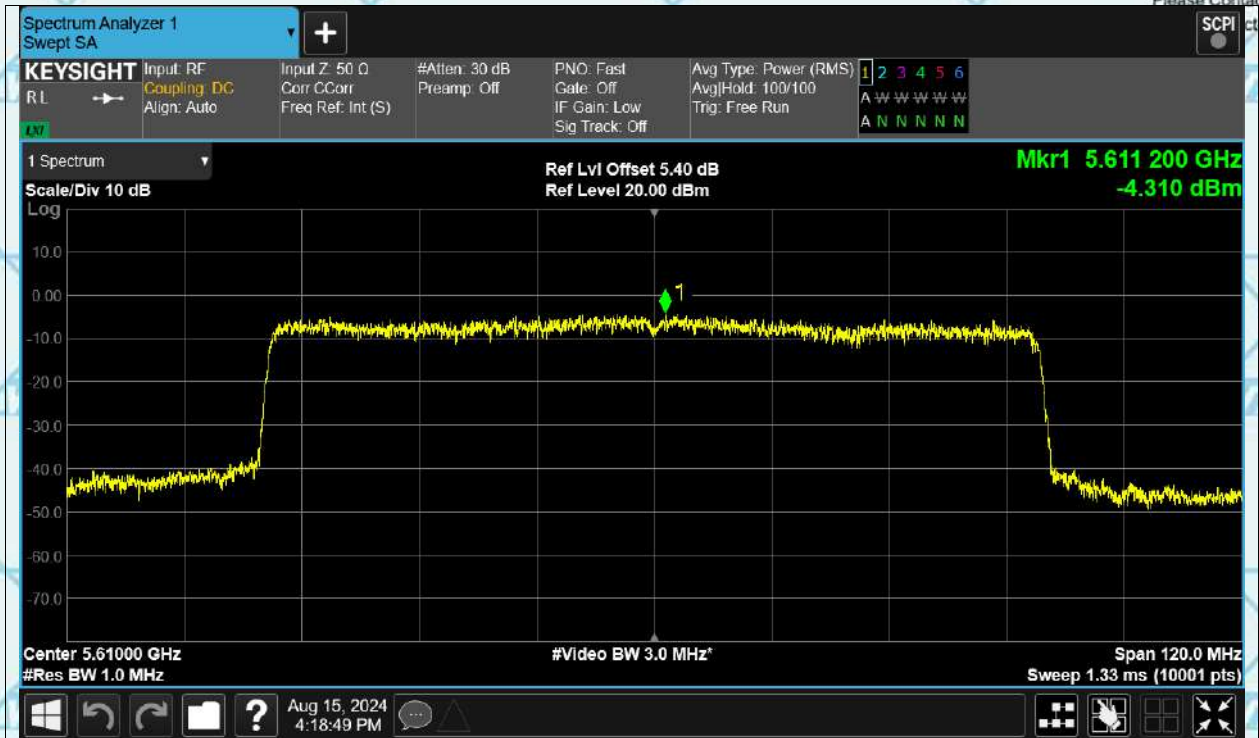 Please Contac
Spectrum Analyzer 1
Swept SA
+
SCPI
KEYSIGHT
R L
LXI
Input: RF
Coupling: DC
Align: Auto
Input Z: 50 Ω
Corr CCorr
Freq Ref: Int (S)
#Atten: 30 dB
Preamp: Off
PNO: Fast
Gate: Off
IF Gain: Low
Sig Track: Off
Avg Type: Power (RMS)
Avg|Hold: 100/100
Trig: Free Run
1 2 3 4 5 6
A W W W W W
A N N N N N
1 Spectrum
Scale/Div 10 dB
Log
Ref Lvl Offset 5.40 dB
Ref Level 20.00 dBm
Mkr1 5.611 200 GHz
-4.310 dBm
10.0
0.00
-10.0
-20.0
-30.0
-40.0
-50.0
-60.0
-70.0
1
Center 5.61000 GHz
#Res BW 1.0 MHz
#Video BW 3.0 MHz*
Span 120.0 MHz
Sweep 1.33 ms (10001 pts)
?
Aug 15, 2024
4:18:49 PM